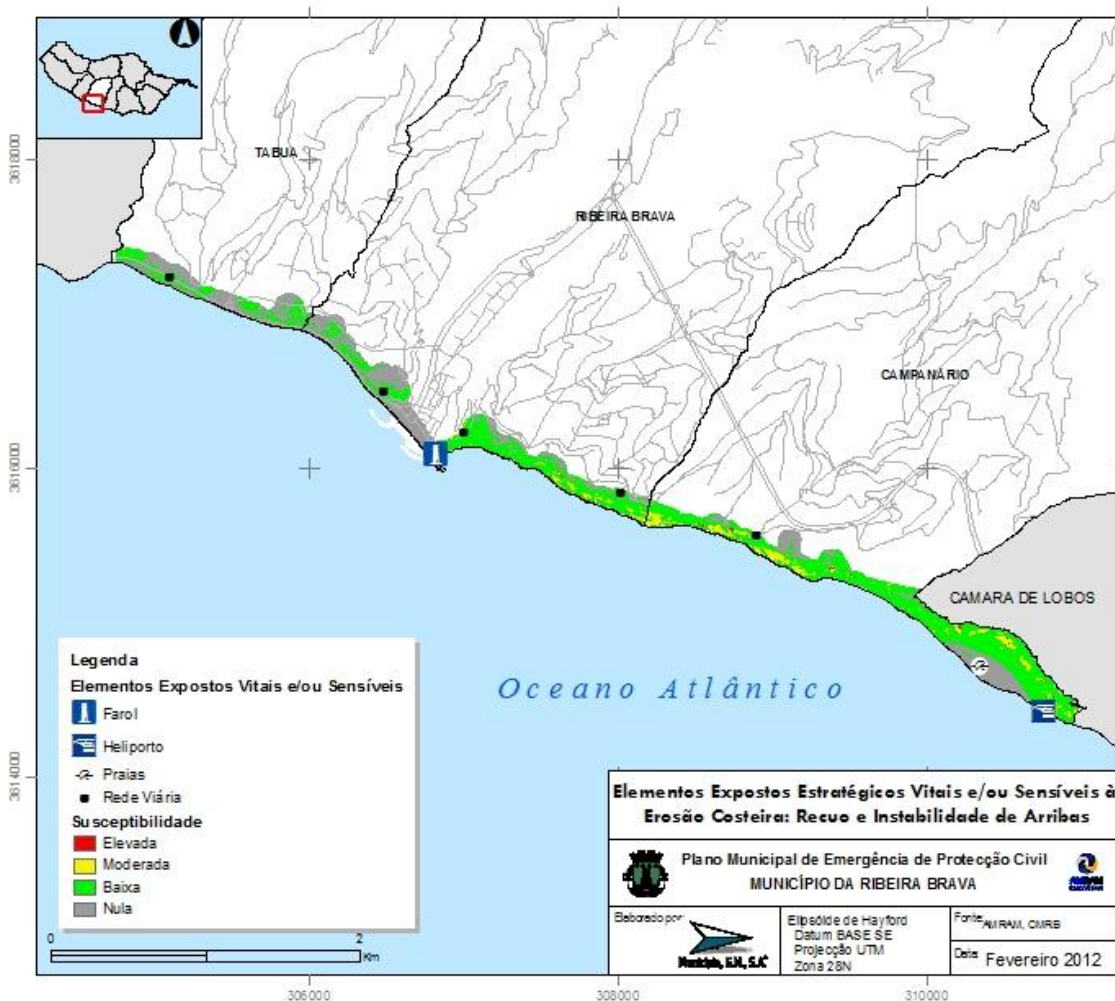 3618000
3616000
3614000
TABUA
RIBEIRA BRAVA
CAMPANÁRIO
CAMARA DE LOBOS
Oceano Atlântico
Legenda
Elementos Expostos Vitais e/ou Sensíveis
Farol
Heliporto
Praias
Rede Viária
Susceptibilidade
Elevada
Moderada
Baixa
Nula
0 2
Km
Elementos Expostos Estratégicos Vitais e/ou Sensíveis à
Erosão Costeira: Recuo e Instabilidade de Arribas
Plano Municipal de Emergência de Protecção Civil
MUNICÍPIO DA RIBEIRA BRAVA
Elaborado por:
Município, E.M., S.A.
Elipsóide de Hayford
Datum BASE SE
Projecção UTM
Zona 28N
Fonte: AMRAM, CMRB
Data: Fevereiro 2012
306000 308000 310000